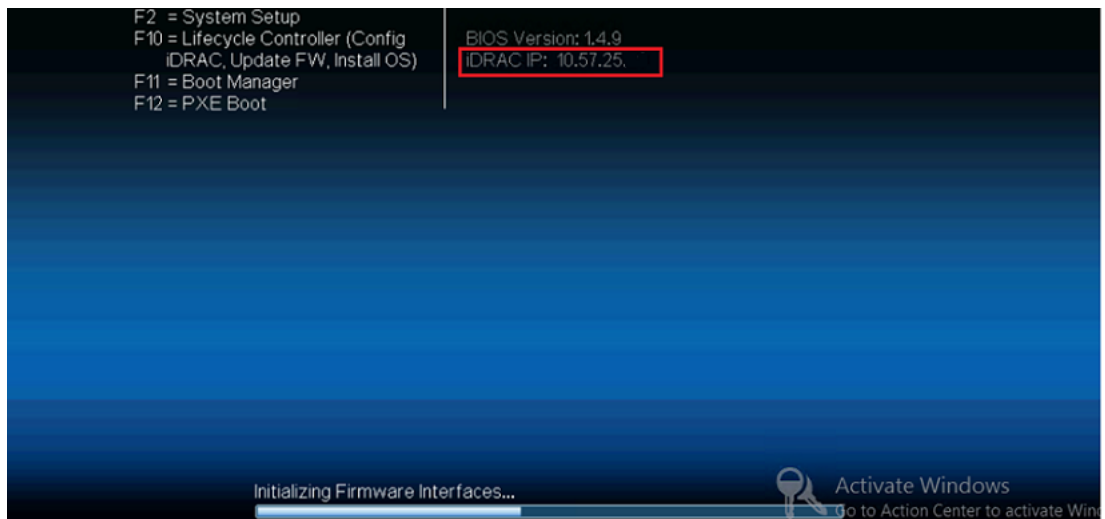 F2 = System Setup
F10 = Lifecycle Controller (Config
iDRAC, Update FW, Install OS)
F11 = Boot Manager
F12 = PXE Boot
BIOS Version: 1.4.9
iDRAC IP: 10.57.25.
Initializing Firmware Interfaces...
Activate Windows
Go to Action Center to activate Win